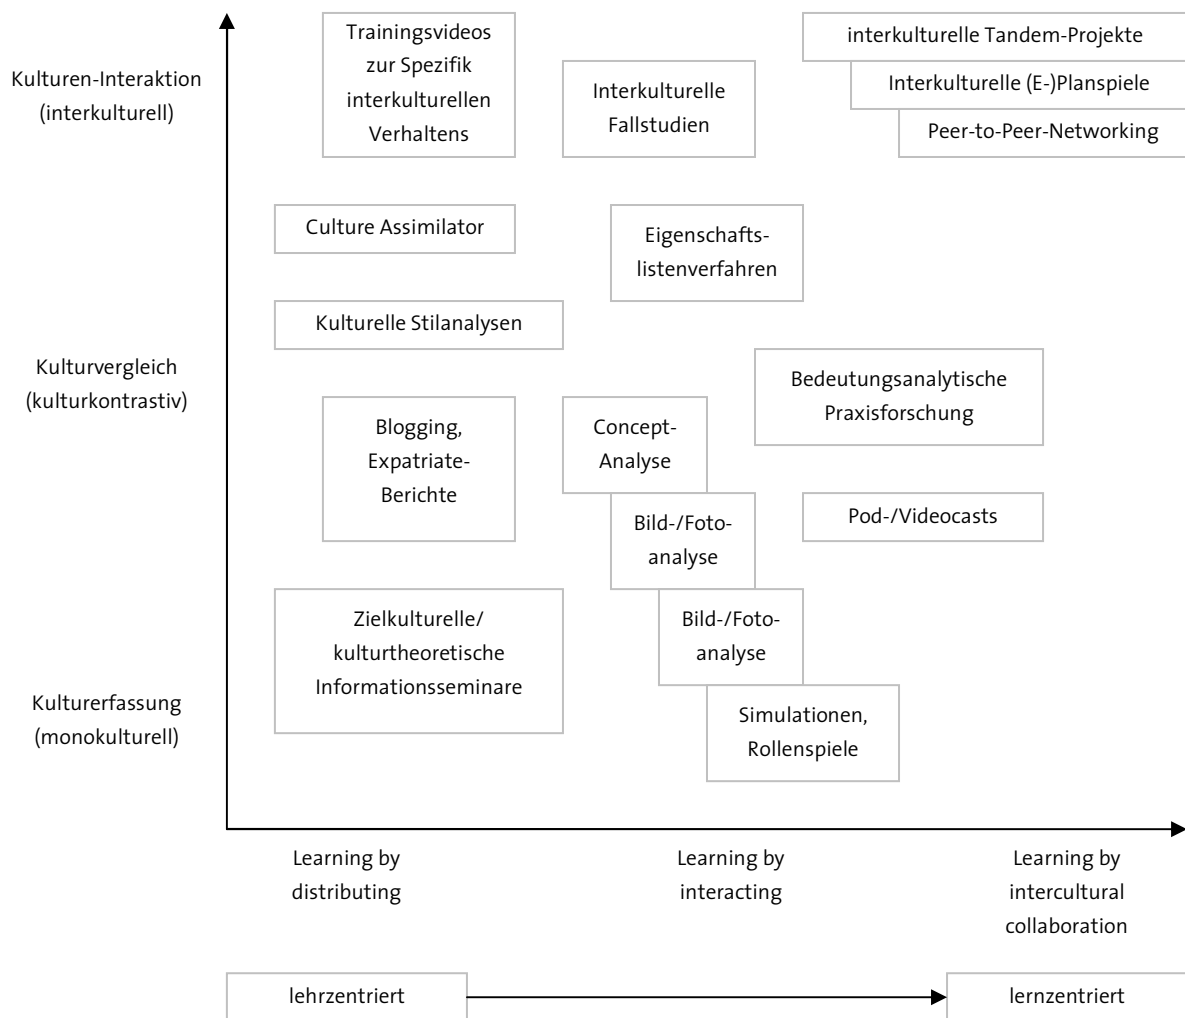 Kulturen-Interaktion
(interkulturell)
Trainingsvideos
zur Spezifik
interkulturellen
Verhaltens
Interkulturelle
Fallstudien
interkulturelle Tandem-Projekte
Interkulturelle (E-)Planspiele
Peer-to-Peer-Networking
Culture Assimilator
Eigenschafts-
listenverfahren
Kulturelle Stilanalysen
Kulturvergleich
(kulturkontrastiv)
Bedeutungsanalytische
Praxisforschung
Blogging,
Expatriate-
Berichte
Concept-
Analyse
Bild-/Foto-
analyse
Pod-/Videocasts
Zielkulturelle/
kulturtheoretische
Informationsseminare
Bild-/Foto-
analyse
Kulturerfassung
(monokulturell)
Simulationen,
Rollenspiele
Learning by
distributing
Learning by
interacting
Learning by
intercultural
collaboration
lehrzentriert
lernzentriert